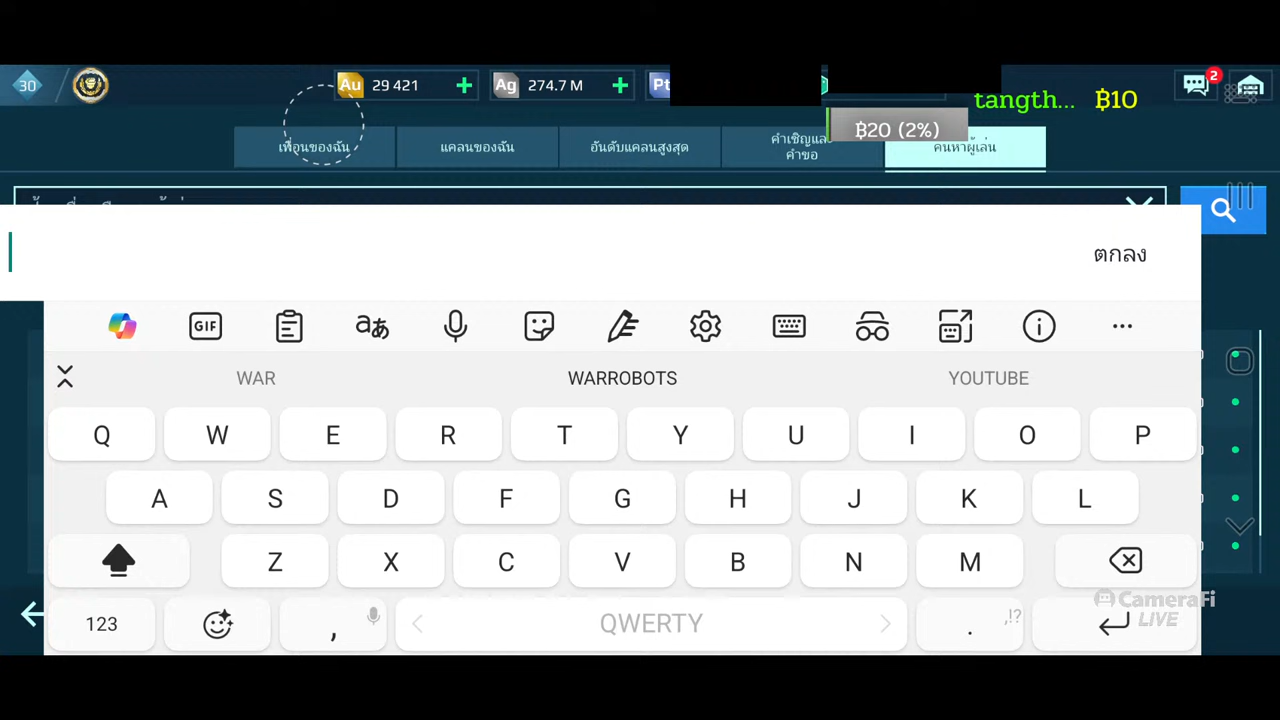 30
Au 29 421
Ag 274.7 M
Pt
2
tangth... ฿10
฿20 (2%)
เพื่อนของฉัน
แคลนของฉัน
อันดับแคลนสูงสุด
คำเชิญและ
คำขอ
ค้นหาผู้เล่น
ตกลง
GIF
WAR
WARROBOTS
YOUTUBE
Q W E R T Y U I O P
A S D F G H J K L
Z X C V B N M
CameraFi
LIVE
123 , QWERTY . ,!?